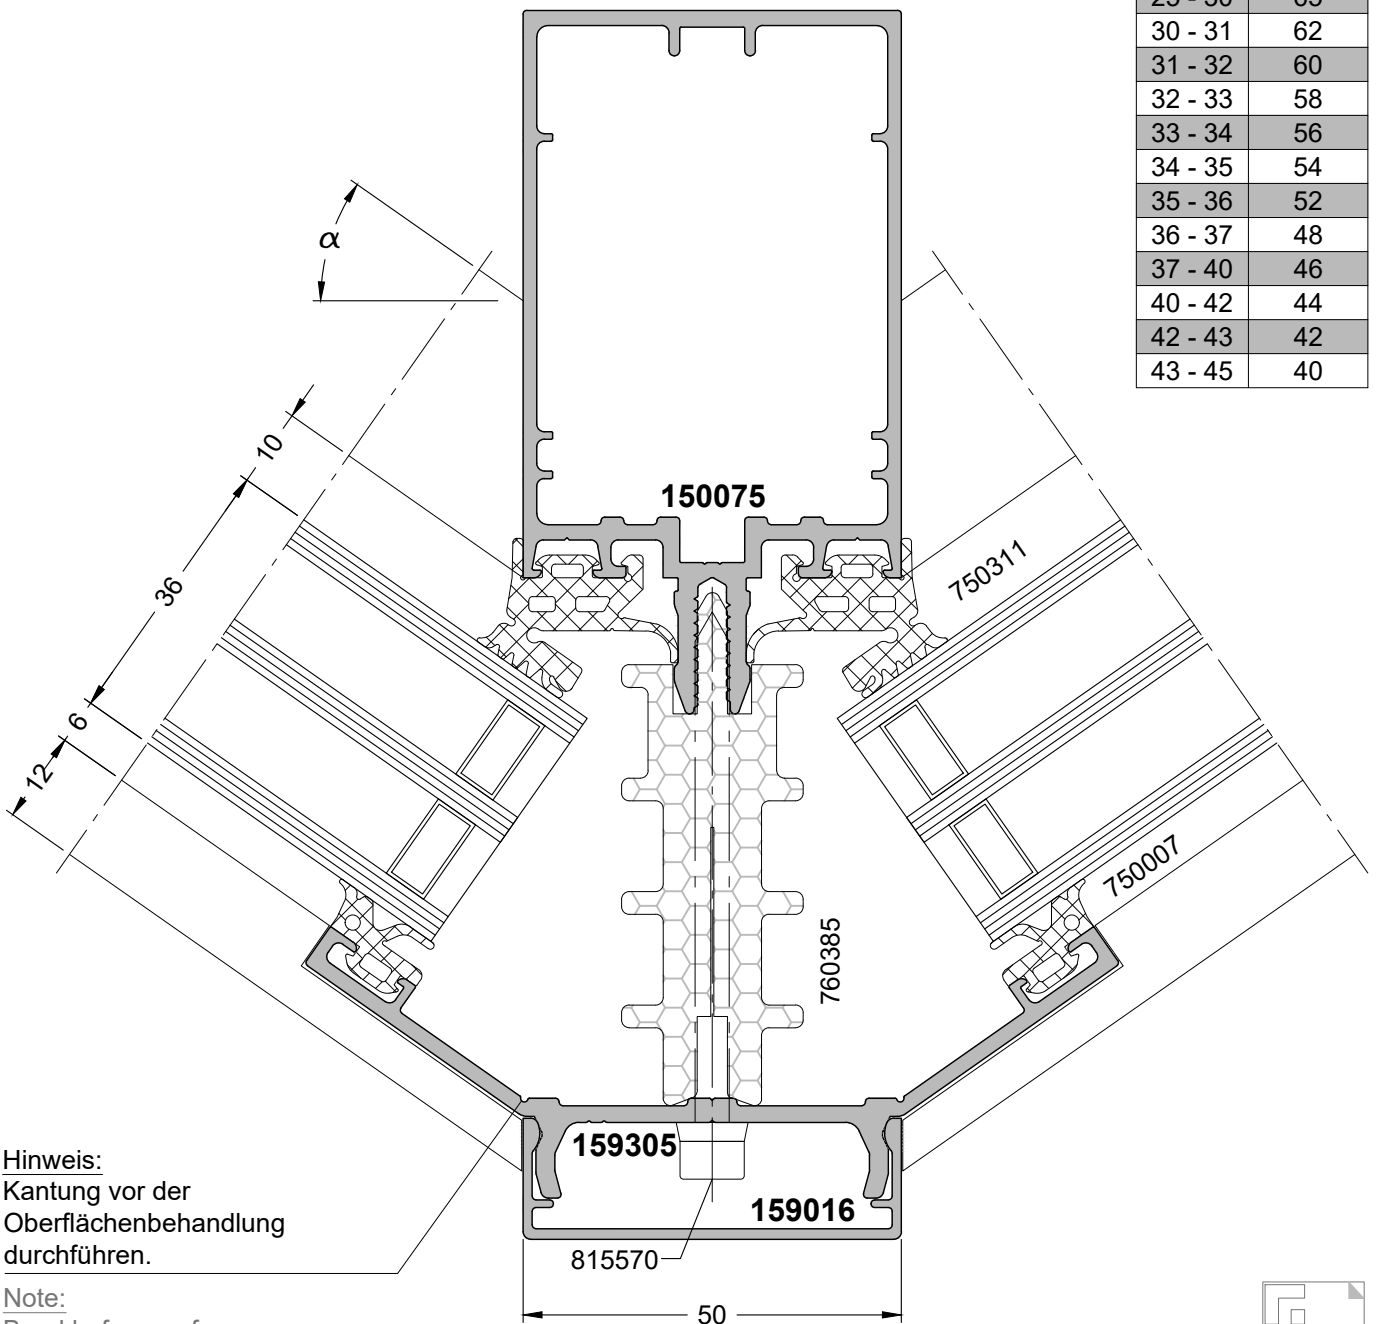 30 - 31 62
31 - 32 60
32 - 33 58
33 - 34 56
34 - 35 54
35 - 36 52
36 - 37 48
37 - 40 46
40 - 42 44
42 - 43 42
43 - 45 40
α
10
36
6
12
150075
750311
750007
760385
159305
159016
815570
50
Hinweis:
Kantung vor der
Oberflächenbehandlung
durchführen.
Note: